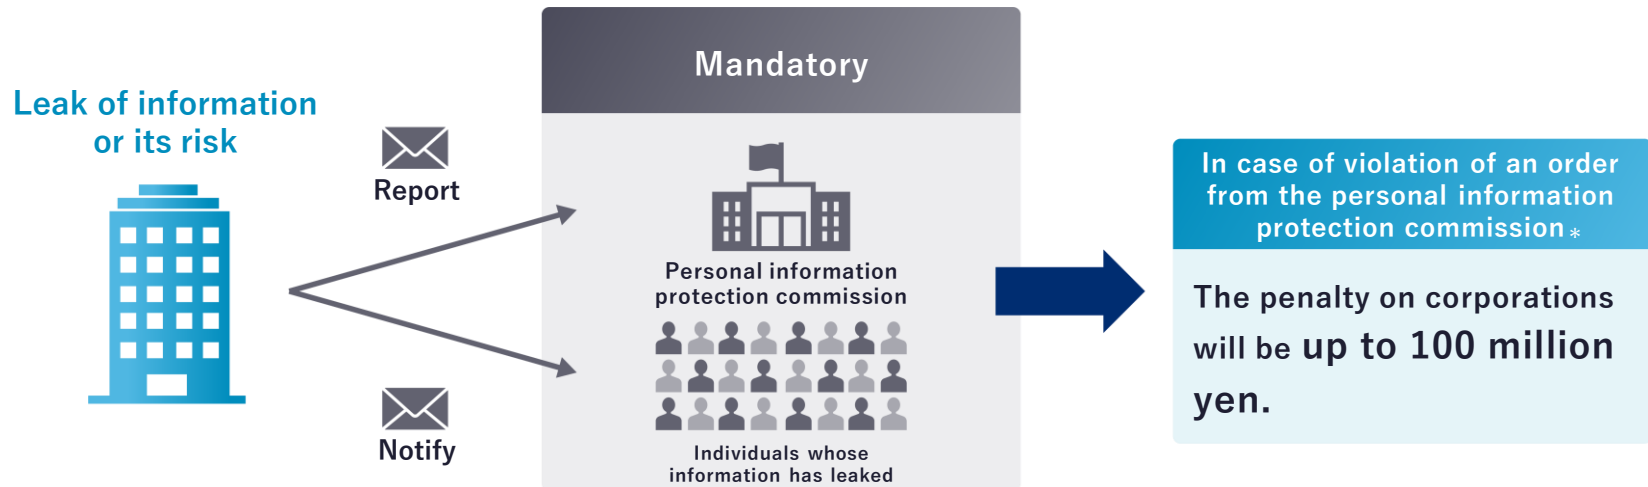 Leak of information
or its risk
Report
Notify
Mandatory
Personal information
protection commission
Individuals whose
information has leaked
In case of violation of an order
from the personal information
protection commission *
The penalty on corporations
will be up to 100 million
yen.